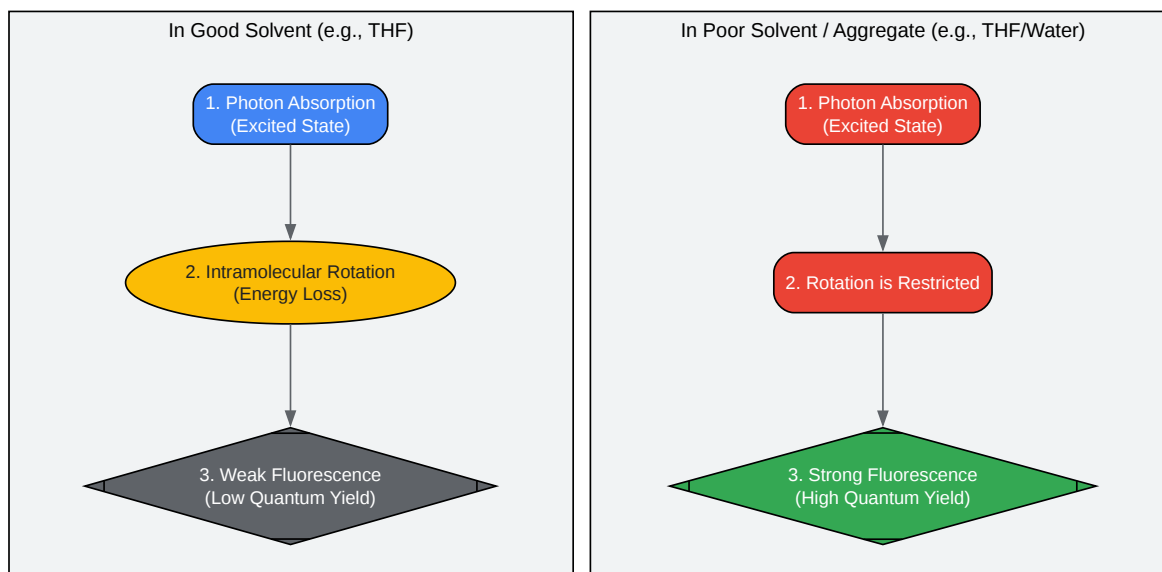 In Good Solvent (e.g., THF)
1. Photon Absorption
(Excited State)
2. Intramolecular Rotation
(Energy Loss)
3. Weak Fluorescence
(Low Quantum Yield)
In Poor Solvent / Aggregate (e.g., THF/Water)
1. Photon Absorption
(Excited State)
2. Rotation is Restricted
3. Strong Fluorescence
(High Quantum Yield)